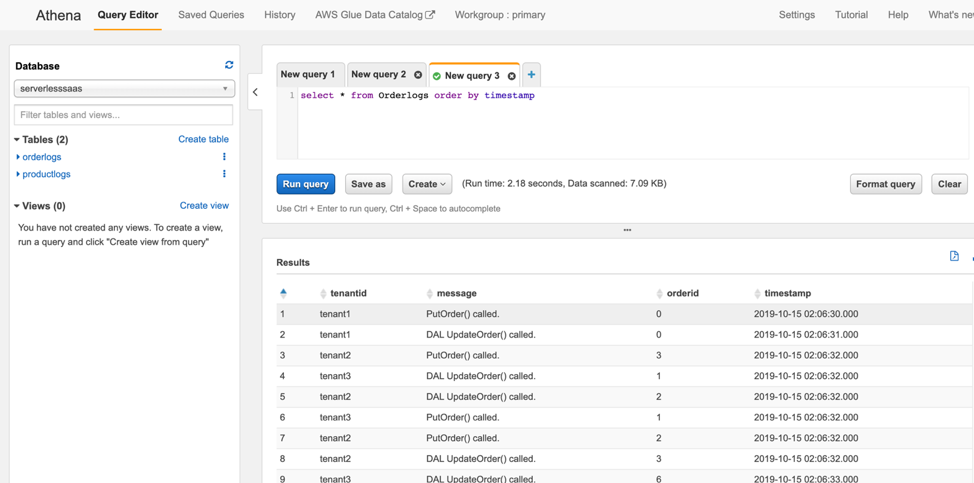 Athena Query Editor Saved Queries History AWS Glue Data Catalog Workgroup : primary Settings Tutorial Help What's ne
Database
serverlesssaas
Filter tables and views...
Tables (2) Create table
orderlogs
productlogs
Views (0) Create view
You have not created any views. To create a view,
run a query and click "Create view from query"
New query 1 New query 2 New query 3 +
1 select * from Orderlogs order by timestamp
Run query Save as Create (Run time: 2.18 seconds, Data scanned: 7.09 KB) Format query Clear
Use Ctrl + Enter to run query, Ctrl + Space to autocomplete
Results
tenantid message orderid timestamp
1 tenant1 PutOrder() called. 0 2019-10-15 02:06:30.000
2 tenant1 DAL UpdateOrder() called. 0 2019-10-15 02:06:31.000
3 tenant2 PutOrder() called. 3 2019-10-15 02:06:32.000
4 tenant3 DAL UpdateOrder() called. 1 2019-10-15 02:06:32.000
5 tenant2 DAL UpdateOrder() called. 2 2019-10-15 02:06:32.000
6 tenant3 PutOrder() called. 1 2019-10-15 02:06:32.000
7 tenant2 PutOrder() called. 2 2019-10-15 02:06:32.000
8 tenant2 DAL UpdateOrder() called. 3 2019-10-15 02:06:32.000
9 tenant3 DAL UpdateOrder() called. 6 2019-10-15 02:06:33.000